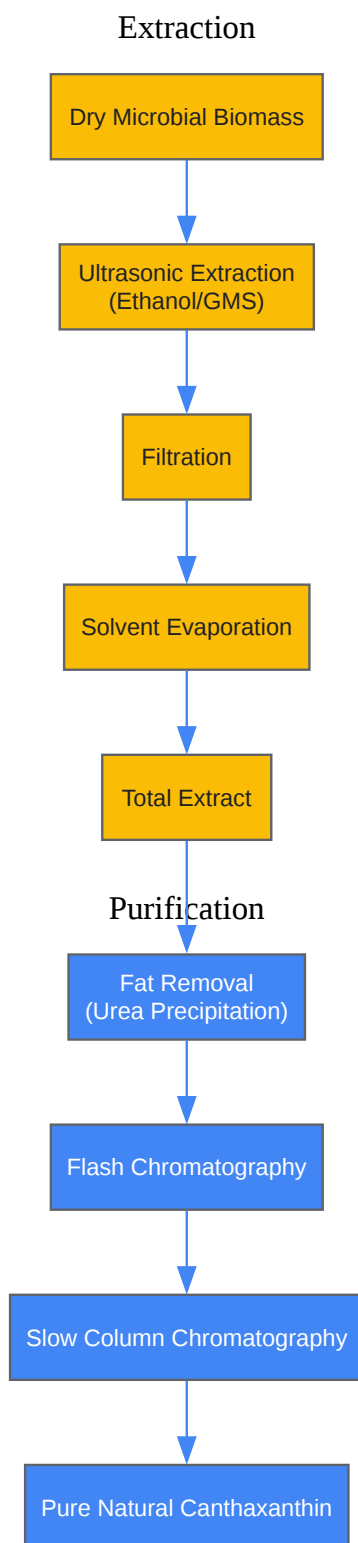 Extraction
Dry Microbial Biomass
Ultrasonic Extraction
(Ethanol/GMS)
Filtration
Solvent Evaporation
Total Extract
Purification
Fat Removal
(Urea Precipitation)
Flash Chromatography
Slow Column Chromatography
Pure Natural Canthaxanthin